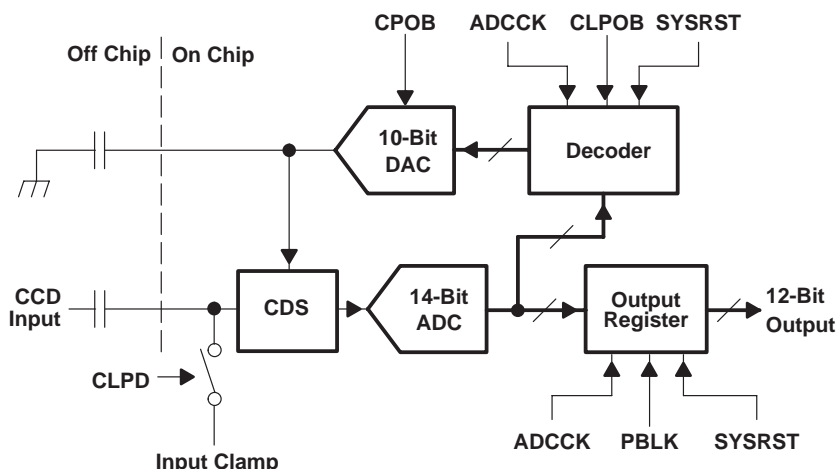 CPOB
ADCCK CLPOB SYSRST
Off Chip On Chip
10-Bit
DAC
Decoder
CCD
Input
CDS
14-Bit
ADC
Output
Register
12-Bit
Output
CLPD
ADCCK PBLK SYSRST
Input Clamp